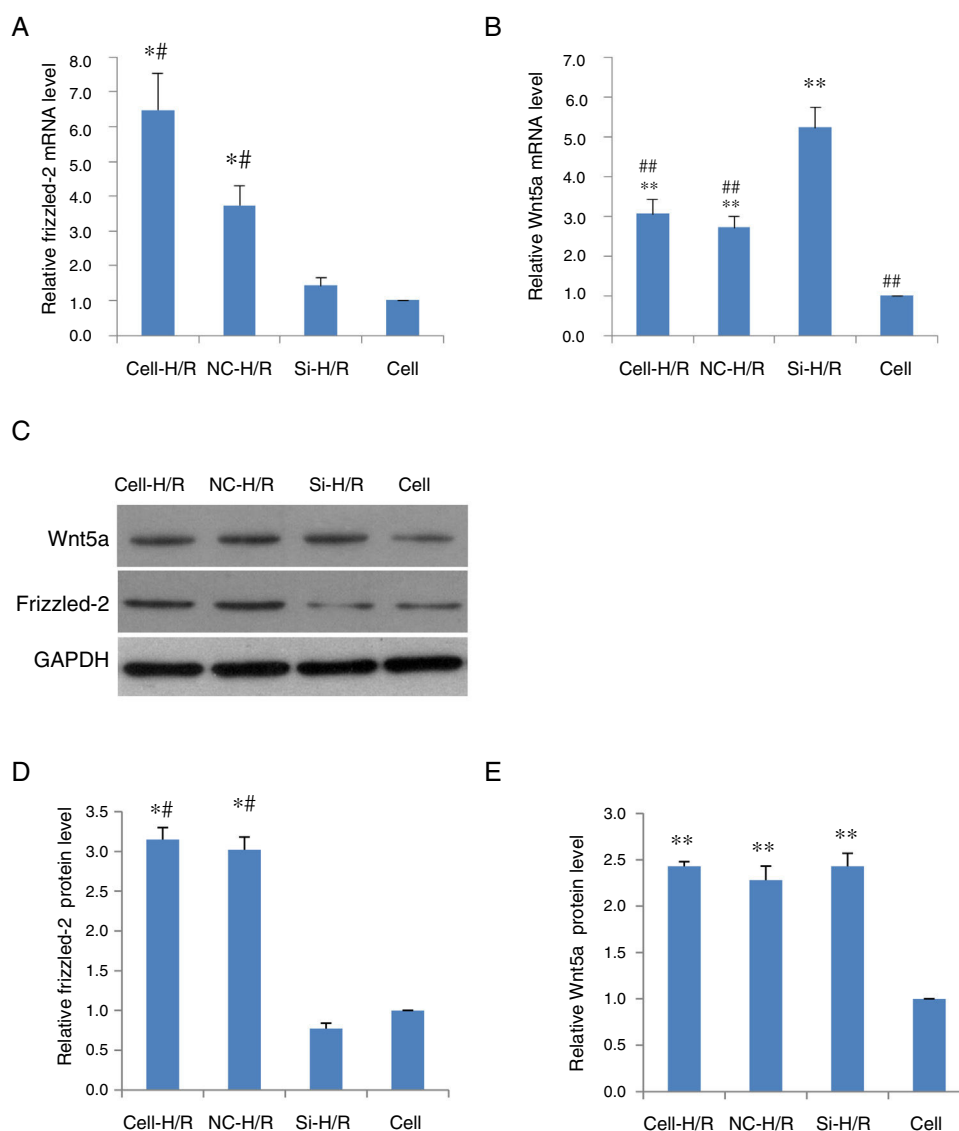 A
Relative frizzled-2 mRNA level
8.0
7.0
6.0
5.0
4.0
3.0
2.0
1.0
0.0
*#
*#
Cell-H/R NC-H/R Si-H/R Cell
B
Relative Wnt5a mRNA level
7.0
6.0
5.0
4.0
3.0
2.0
1.0
0.0
##
**
##
**
**
##
Cell-H/R NC-H/R Si-H/R Cell
C
Cell-H/R NC-H/R Si-H/R Cell
Wnt5a
Frizzled-2
GAPDH
D
Relative frizzled-2 protein level
3.5
3.0
2.5
2.0
1.5
1.0
0.5
0.0
*#
*#
Cell-H/R NC-H/R Si-H/R Cell
E
Relative Wnt5a protein level
3.0
2.5
2.0
1.5
1.0
0.5
0.0
**
**
**
Cell-H/R NC-H/R Si-H/R Cell